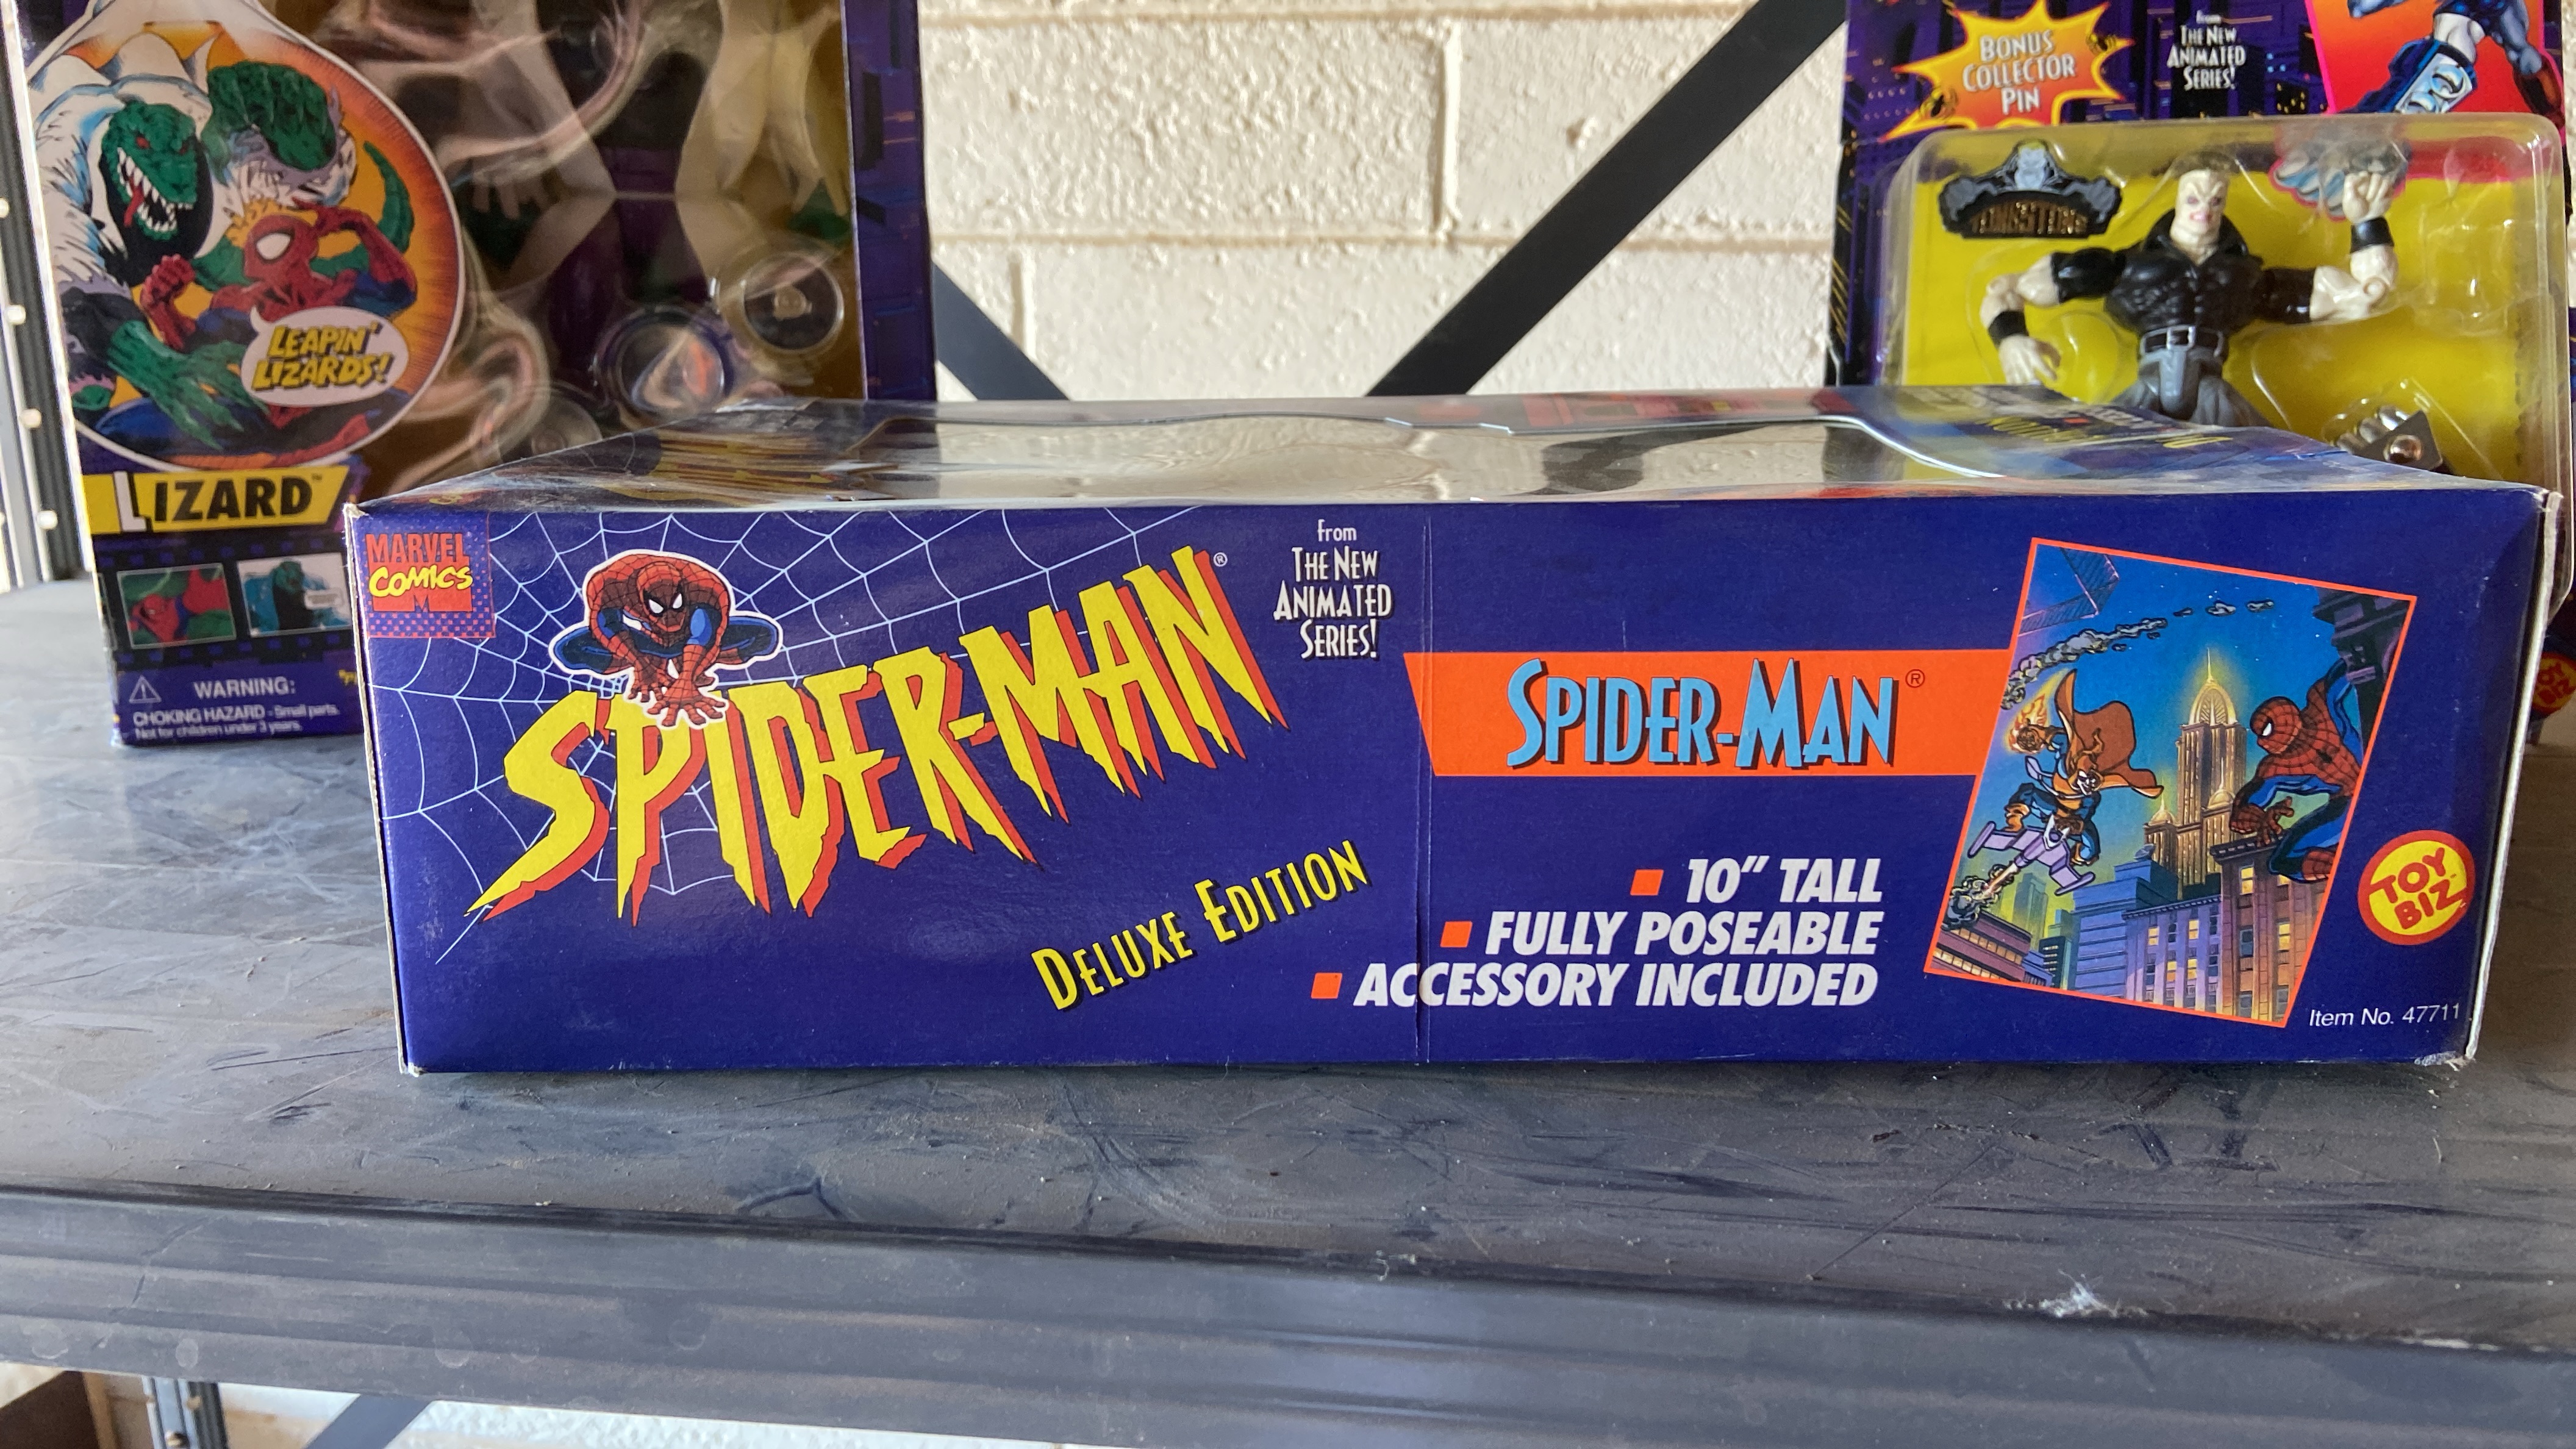 LEAPIN'
LIZARDS!
LIZARD™
WARNING:
CHOKING HAZARD - Small parts.
Not for children under 3 years.
BONUS
COLLECTOR
PIN
from
THE NEW
ANIMATED
SERIES!
TOMBSTONE
MARVEL
COMICS
SPIDER-MAN®
from
THE NEW
ANIMATED
SERIES!
DELUXE EDITION
SPIDER-MAN®
10" TALL
FULLY POSEABLE
ACCESSORY INCLUDED
TOY
BIZ
Item No. 47711